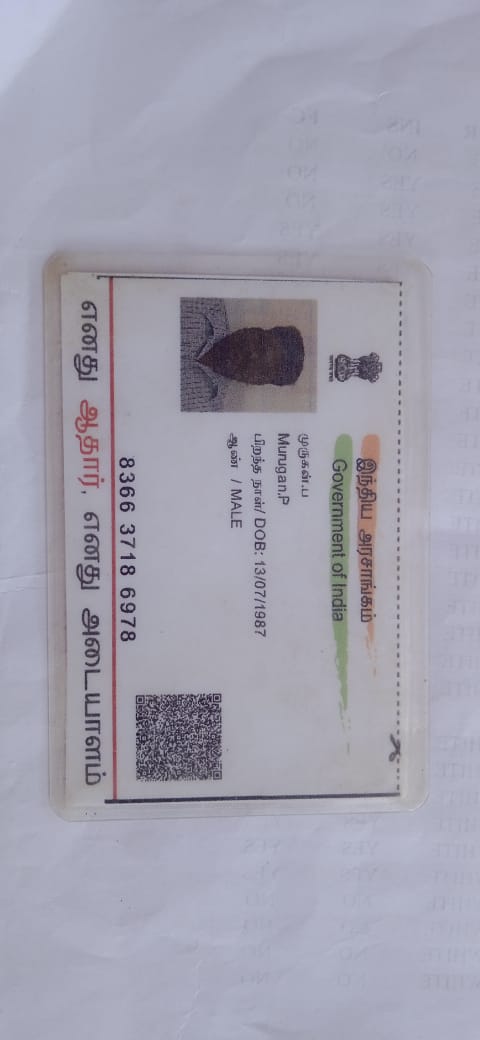 இந்திய அரசாங்கம்
Government of India
முருகன்.ப
Murugan.P
பிறந்த நாள்/ DOB: 13/07/1987
ஆண் / MALE
8366 3718 6978
எனது ஆதார், எனது அடையாளம்